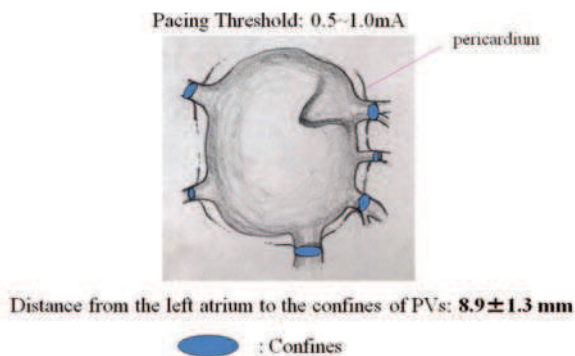 Pacing Threshold: 0.5~1.0mA
pericardium
Distance from the left atrium to the confines of PVs: 8.9±1.3 mm
: Confines